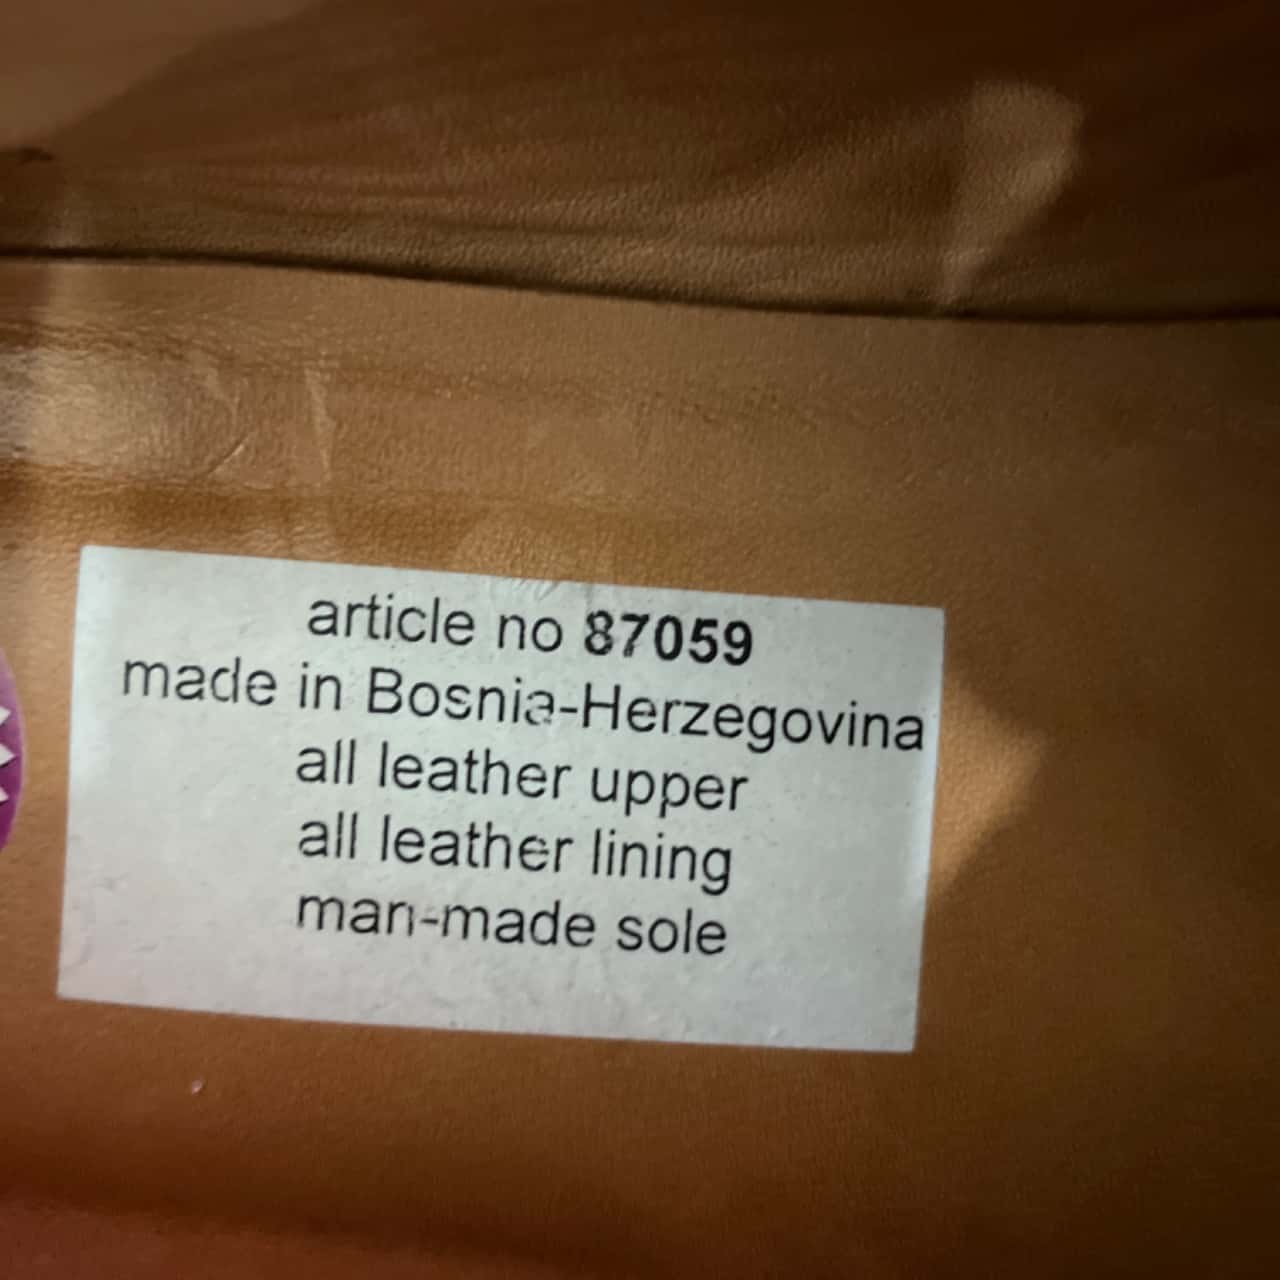 article no 87059
made in Bosnia-Herzegovina
all leather upper
all leather lining
man-made sole